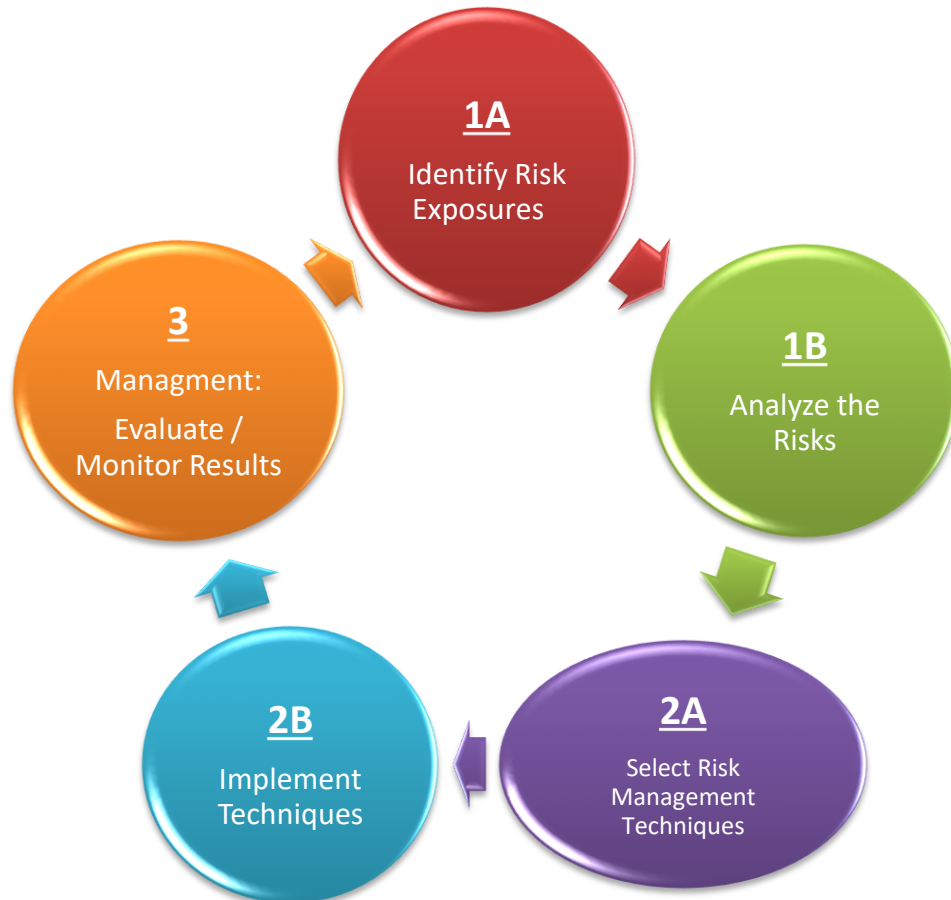 1A
Identify Risk
Exposures
1B
Analyze the
Risks
2A
Select Risk
Management
Techniques
2B
Implement
Techniques
3
Managment:
Evaluate /
Monitor Results